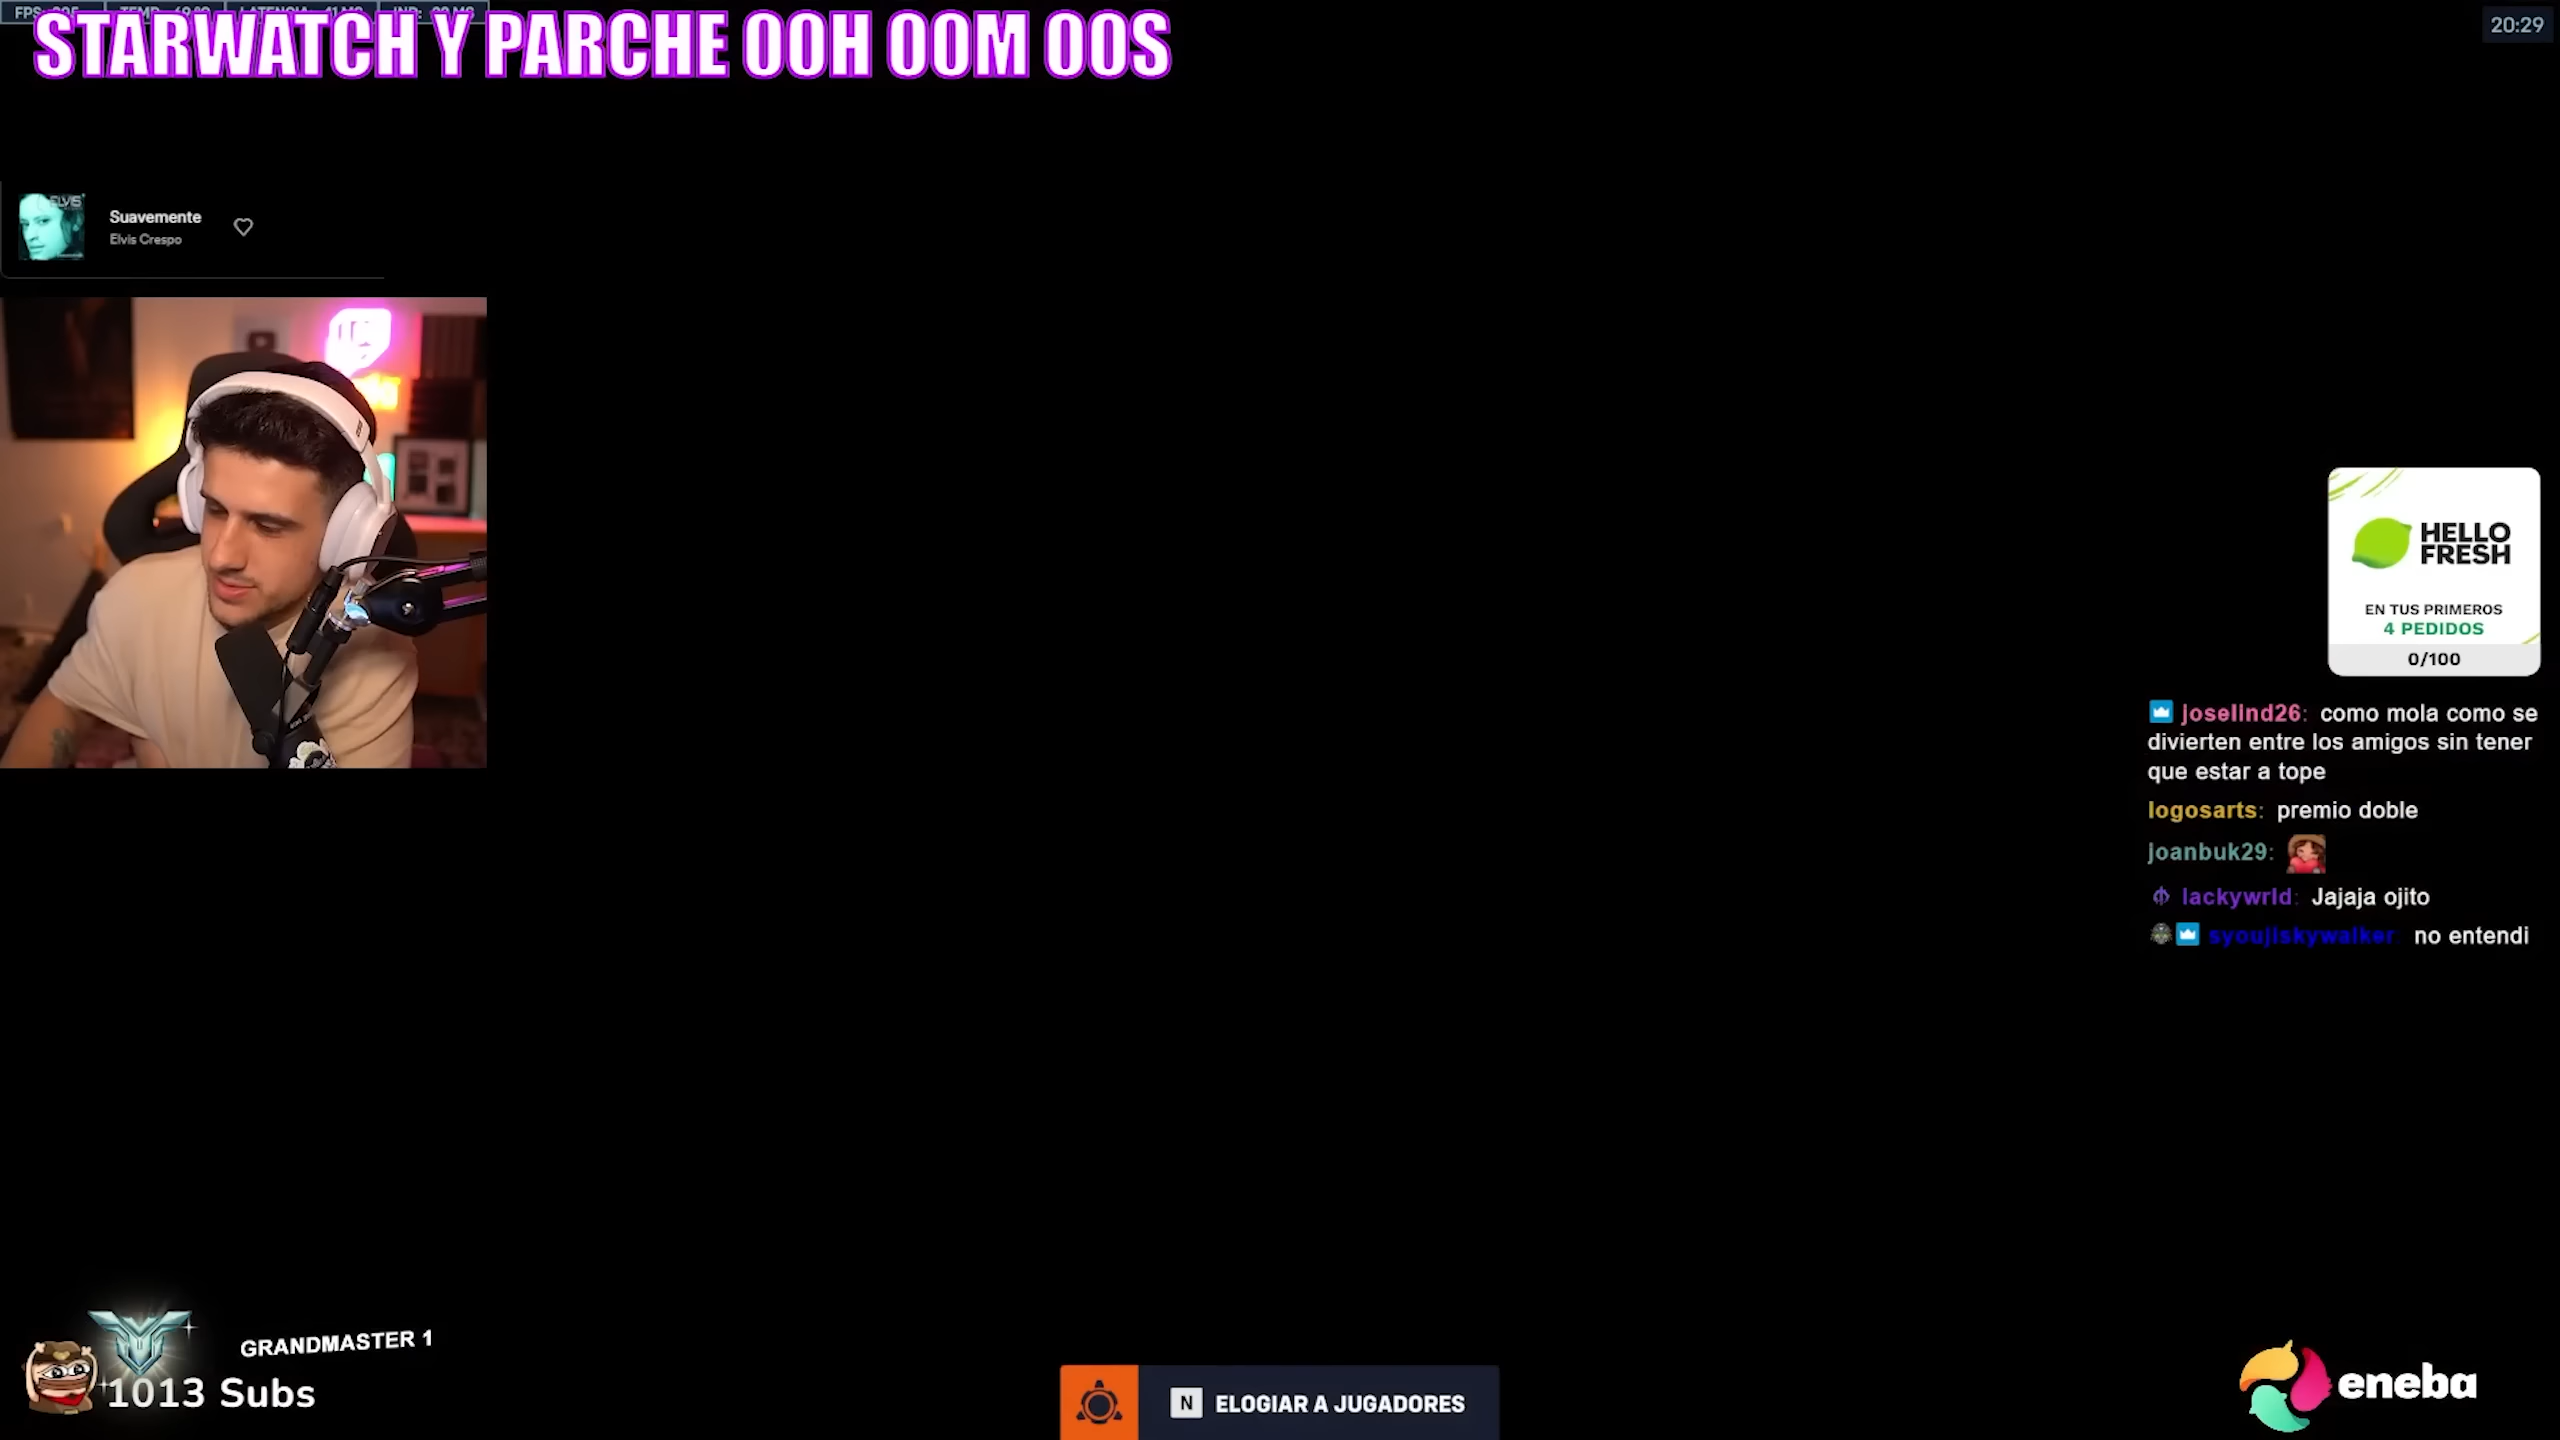 STARWATCH Y PARCHE 00H 00M 00S
20:29
Suavemente
Elvis Crespo
HELLO
FRESH
EN TUS PRIMEROS
4 PEDIDOS
0/100
joselind26: como mola como se
divierten entre los amigos sin tener
que estar a tope
logosarts: premio doble
joanbuk29:
lackywrld: Jajaja ojito
syoujiskywalker: no entendi
GRANDMASTER 1
1013 Subs
N ELOGIAR A JUGADORES
eneba